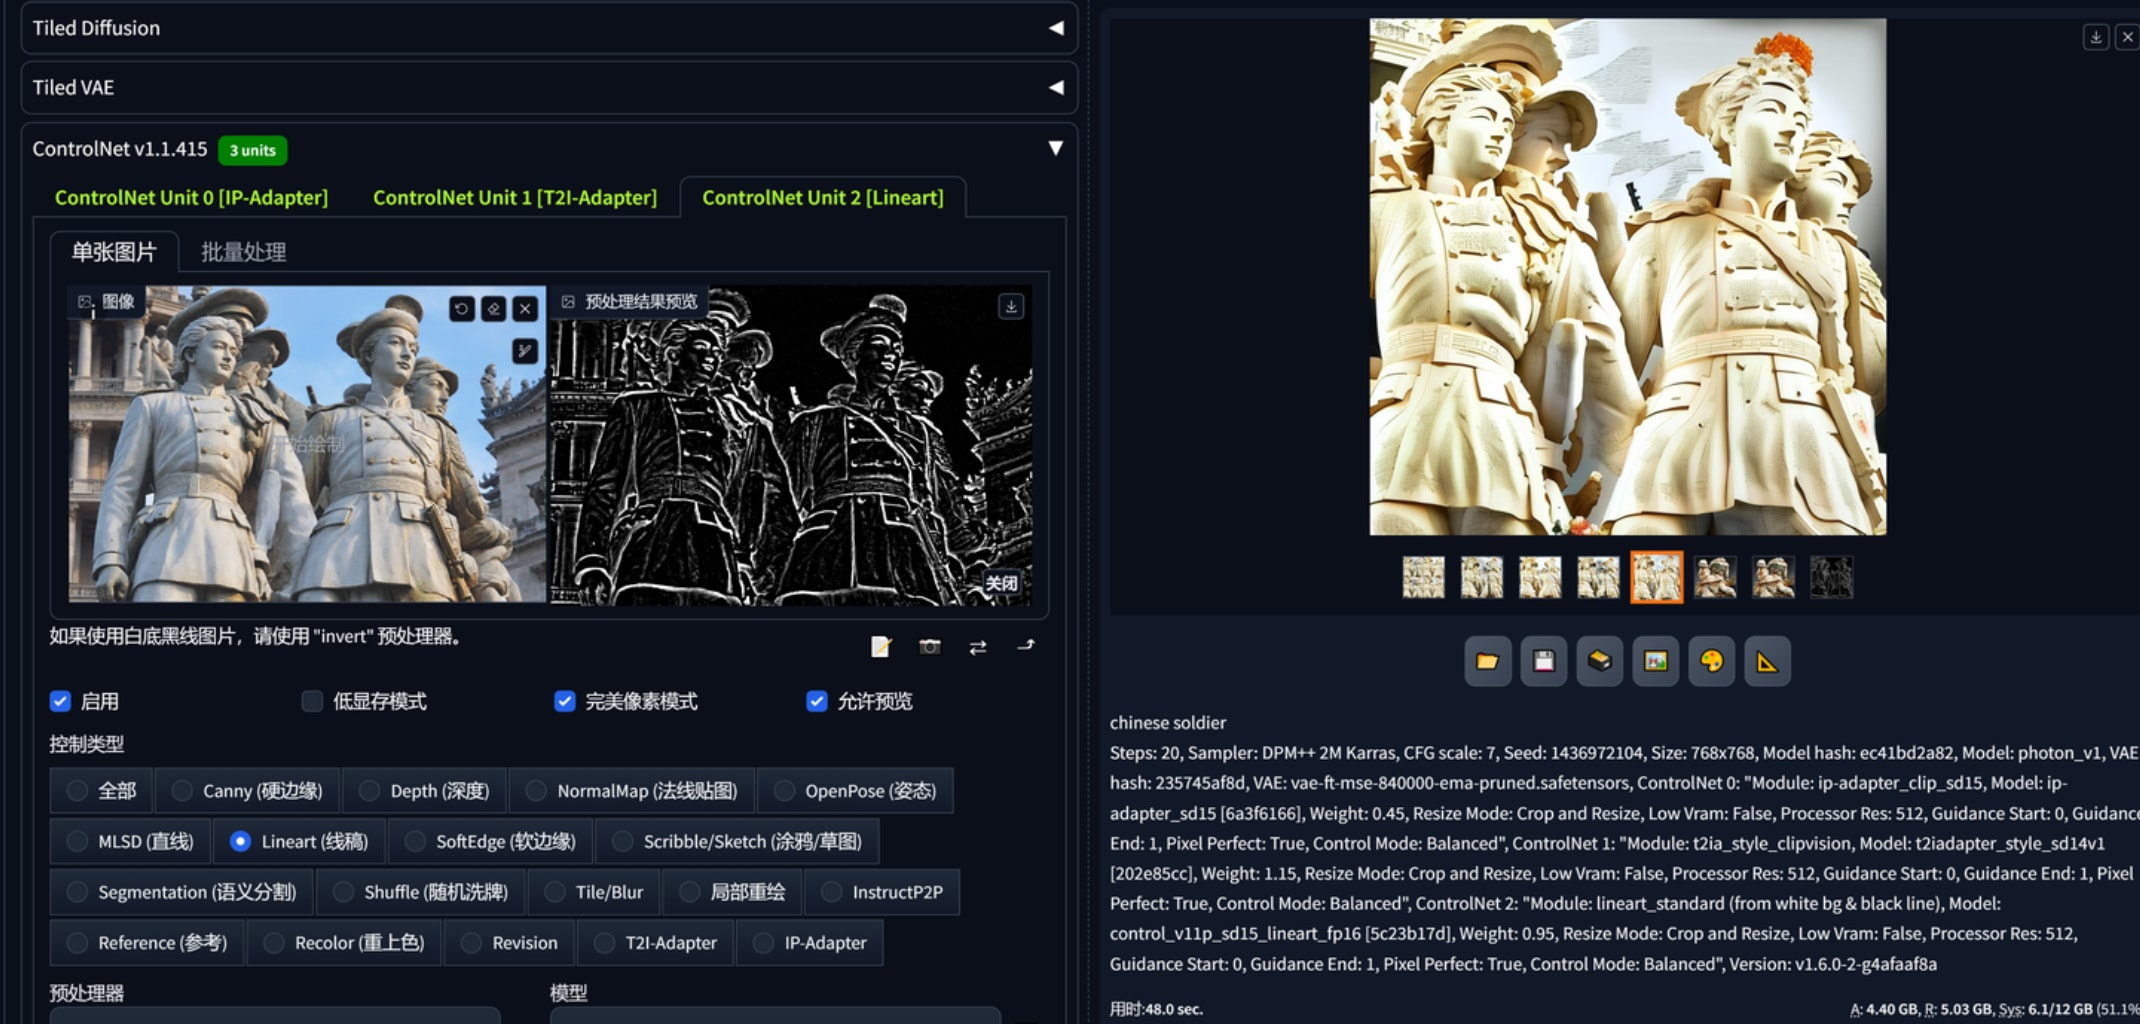 Tiled Diffusion
Tiled VAE
ControlNet v1.1.415 3 units
ControlNet Unit 0 [IP-Adapter] ControlNet Unit 1 [T2I-Adapter] ControlNet Unit 2 [Lineart]
单张图片 批量处理
图像 预处理结果预览
开始绘制
关闭
如果使用白底黑线图片，请使用 "invert" 预处理器。
启用 低显存模式 完美像素模式 允许预览
控制类型
全部 Canny (硬边缘) Depth (深度) NormalMap (法线贴图) OpenPose (姿态)
MLSD (直线) Lineart (线稿) SoftEdge (软边缘) Scribble/Sketch (涂鸦/草图)
Segmentation (语义分割) Shuffle (随机洗牌) Tile/Blur 局部重绘 InstructP2P
Reference (参考) Recolor (重上色) Revision T2I-Adapter IP-Adapter
预处理器 模型
chinese soldier
Steps: 20, Sampler: DPM++ 2M Karras, CFG scale: 7, Seed: 1436972104, Size: 768x768, Model hash: ec41bd2a82, Model: photon_v1, VAE
hash: 235745af8d, VAE: vae-ft-mse-840000-ema-pruned.safetensors, ControlNet 0: "Module: ip-adapter_clip_sd15, Model: ip-
adapter_sd15 [6a3f6166], Weight: 0.45, Resize Mode: Crop and Resize, Low Vram: False, Processor Res: 512, Guidance Start: 0, Guidance
End: 1, Pixel Perfect: True, Control Mode: Balanced", ControlNet 1: "Module: t2ia_style_clipvision, Model: t2iadapter_style_sd14v1
[202e85cc], Weight: 1.15, Resize Mode: Crop and Resize, Low Vram: False, Processor Res: 512, Guidance Start: 0, Guidance End: 1, Pixel
Perfect: True, Control Mode: Balanced", ControlNet 2: "Module: lineart_standard (from white bg & black line), Model:
control_v11p_sd15_lineart_fp16 [5c23b17d], Weight: 0.95, Resize Mode: Crop and Resize, Low Vram: False, Processor Res: 512,
Guidance Start: 0, Guidance End: 1, Pixel Perfect: True, Control Mode: Balanced", Version: v1.6.0-2-g4afaaf8a
用时:48.0 sec. A: 4.40 GB, R: 5.03 GB, Sys: 6.1/12 GB (51.1%